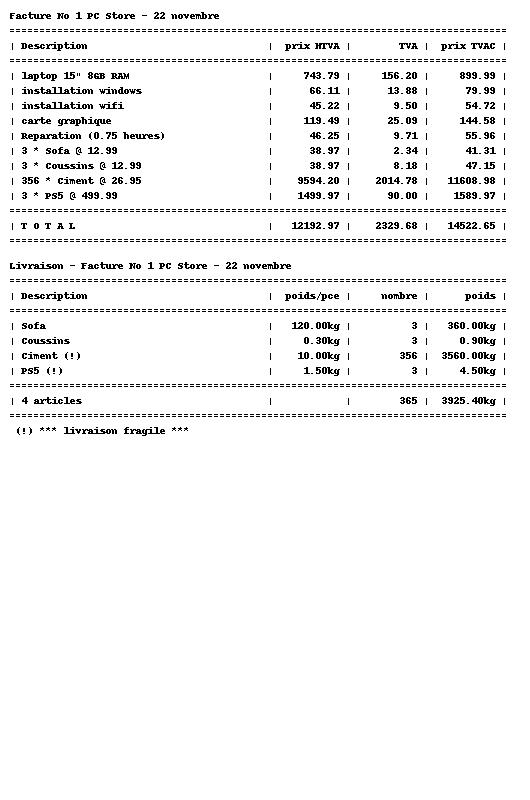 Facture No 1 PC Store - 22 novembre
===================================================================================
| Description | prix HTVA | TVA | prix TVAC |
===================================================================================
| laptop 15" 8GB RAM | 743.79 | 156.20 | 899.99 |
| installation windows | 66.11 | 13.88 | 79.99 |
| installation wifi | 45.22 | 9.50 | 54.72 |
| carte graphique | 119.49 | 25.09 | 144.58 |
| Reparation (0.75 heures) | 46.25 | 9.71 | 55.96 |
| 3 * Sofa @ 12.99 | 38.97 | 2.34 | 41.31 |
| 3 * Coussins @ 12.99 | 38.97 | 8.18 | 47.15 |
| 356 * Ciment @ 26.95 | 9594.20 | 2014.78 | 11608.98 |
| 3 * PS5 @ 499.99 | 1499.97 | 90.00 | 1589.97 |
===================================================================================
| T O T A L | 12192.97 | 2329.68 | 14522.65 |
===================================================================================
Livraison - Facture No 1 PC Store - 22 novembre
===================================================================================
| Description | poids/pce | nombre | poids |
===================================================================================
| Sofa | 120.00kg | 3 | 360.00kg |
| Coussins | 0.30kg | 3 | 0.90kg |
| Ciment (!) | 10.00kg | 356 | 3560.00kg |
| PS5 (!) | 1.50kg | 3 | 4.50kg |
===================================================================================
| 4 articles | | 365 | 3925.40kg |
===================================================================================
(!) *** livraison fragile ***